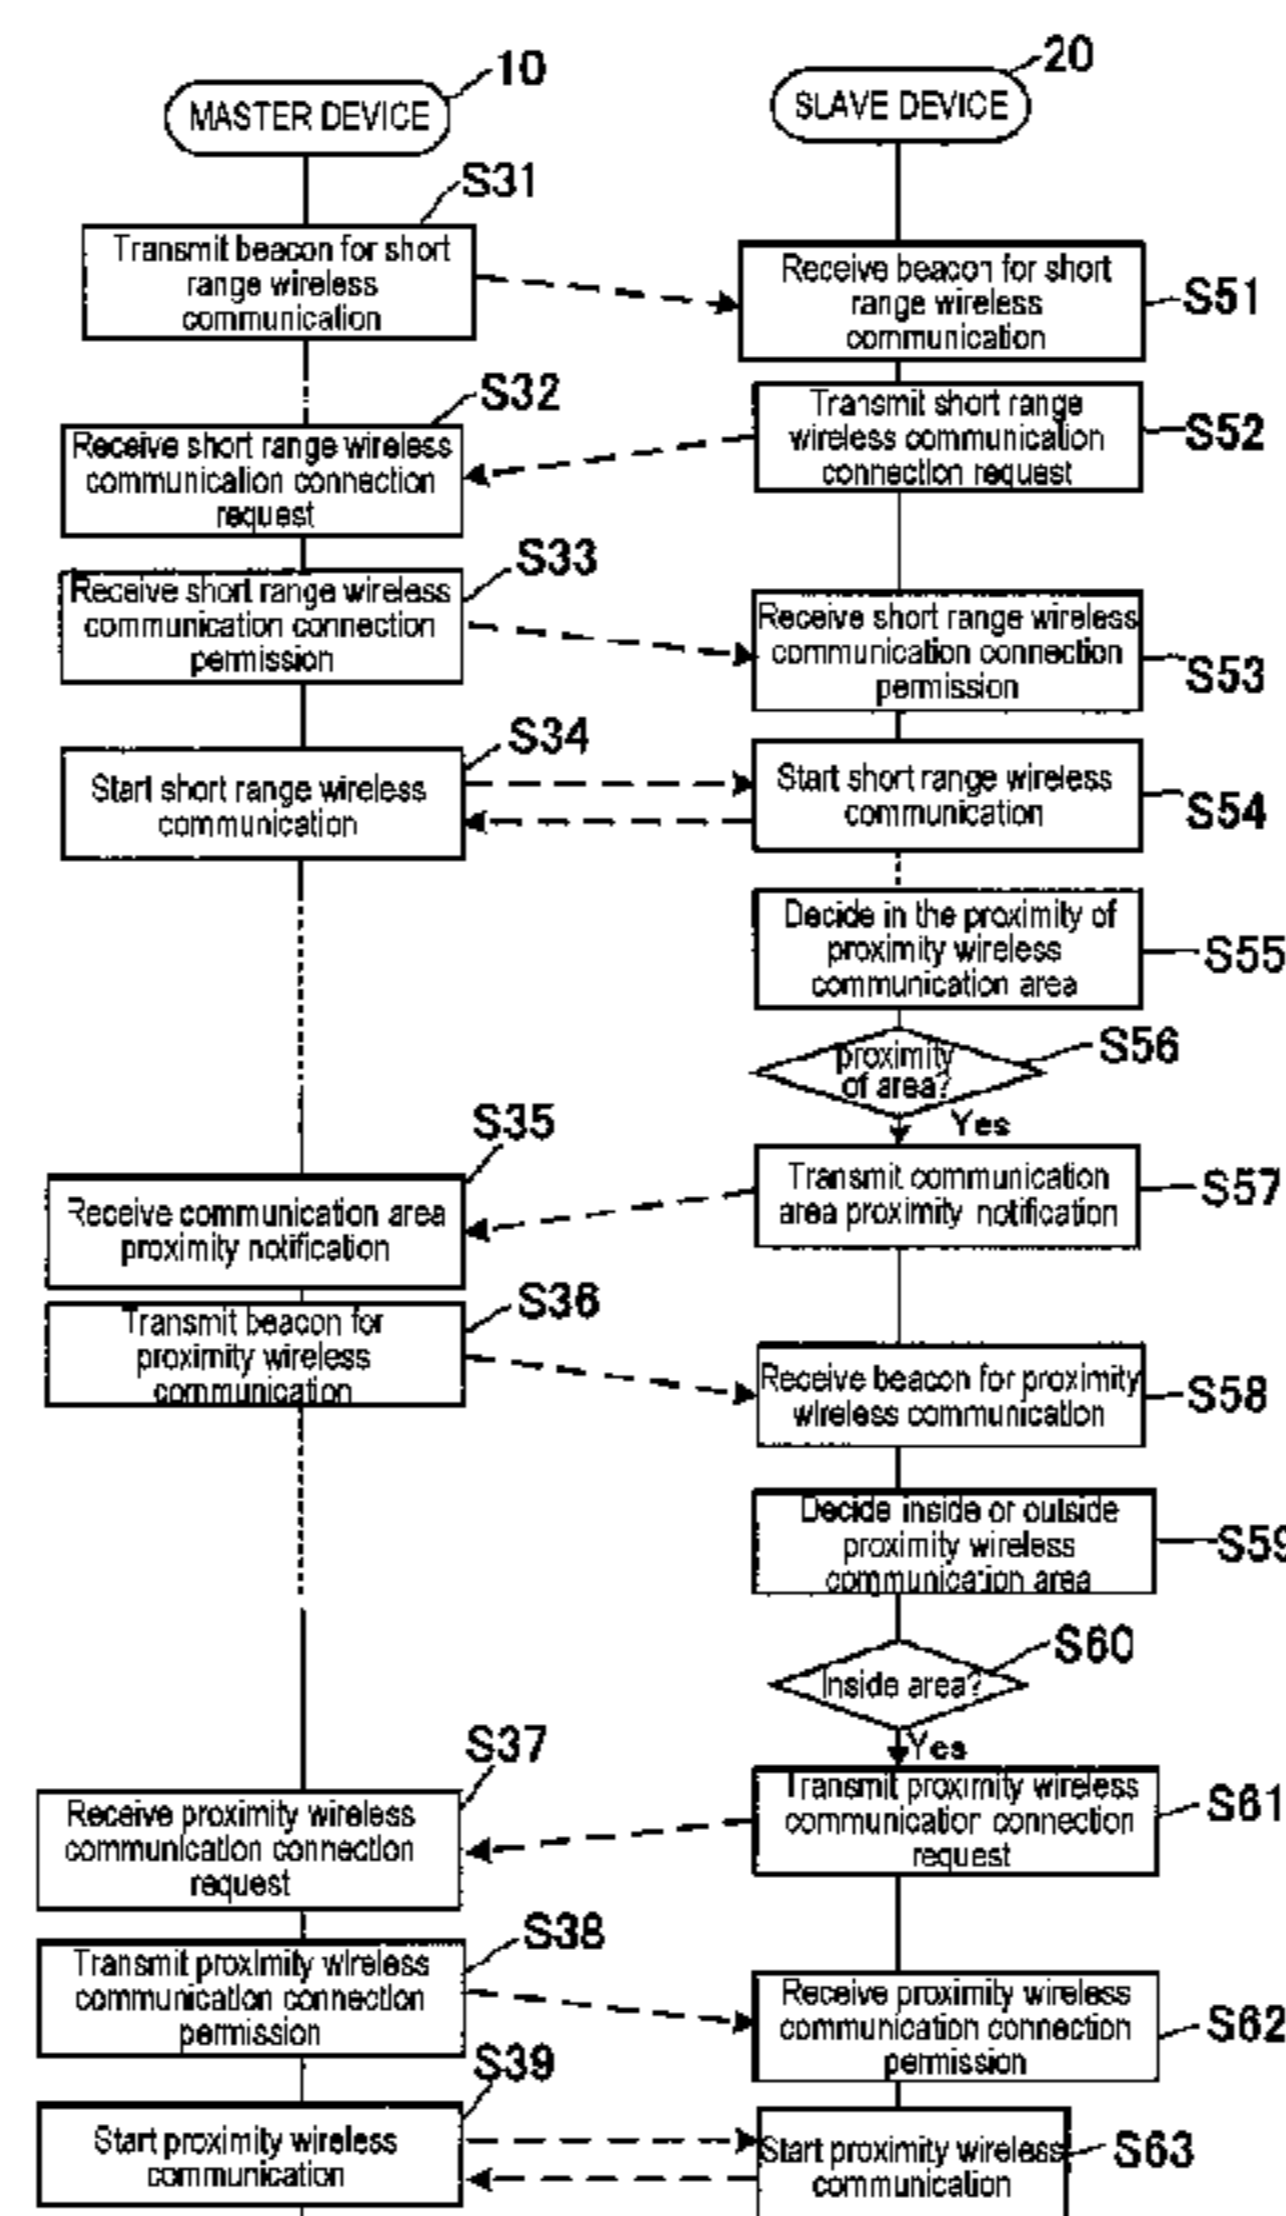 10
MASTER DEVICE
20
SLAVE DEVICE
S31
Transmit beacon for short
range wireless
communication
Receive beacon for short
range wireless
communication
S51
S32
Receive short range wireless
communication connection
request
Transmit short range
wireless communication
connection request
S52
S33
Receive short range wireless
communication connection
permission
Receive short range wireless
communication connection
permission
S53
S34
Start short range wireless
communication
Start short range wireless
communication
S54
Decide in the proximity of
proximity wireless
communication area
S55
proximity
of area?
S56
Yes
S35
Receive communication area
proximity notification
Transmit communication
area proximity notification
S57
S36
Transmit beacon for
proximity wireless
communication
Receive beacon for proximity
wireless communication
S58
Decide inside or outside
proximity wireless
communication area
S59
Inside area?
S60
Yes
S37
Receive proximity wireless
communication connection
request
Transmit proximity wireless
communication connection
request
S61
S38
Transmit proximity wireless
communication connection
permission
Receive proximity wireless
communication connection
permission
S62
S39
Start proximity wireless
communication
Start proximity wireless
communication
S63